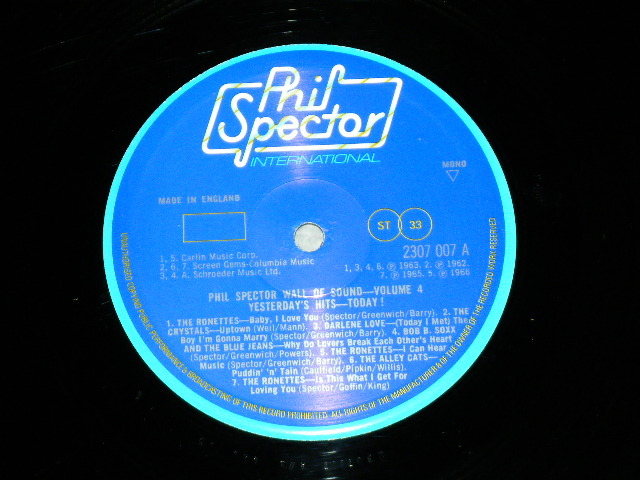 Phil
Spector
INTERNATIONAL
MONO
MADE IN ENGLAND
ST 33
2307 007 A
1. 5. Carlin Music Corp.
2. 6. 7. Screen Gems-Columbia Music
3. 4. A. Schroeder Music Ltd.
1, 3, 4, 6. ℗ 1963. 2. ℗ 1962.
7. ℗ 1965. 5. ℗ 1966
PHIL SPECTOR WALL OF SOUND—VOLUME 4
YESTERDAY'S HITS—TODAY!
1. THE RONETTES—Baby, I Love You (Spector/Greenwich/Barry). 2. THE
CRYSTALS—Uptown (Weil/Mann). 3. DARLENE LOVE—(Today I Met) The
Boy I'm Gonna Marry (Spector/Greenwich/Barry). 4. BOB B. SOXX
AND THE BLUE JEANS—Why Do Lovers Break Each Other's Heart
(Spector/Greenwich/Powers). 5. THE RONETTES—I Can Hear
Music (Spector/Greenwich/Barry). 6. THE ALLEY CATS—
Puddin' 'n' Tain (Caulfield/Pipkin/Willis).
7. THE RONETTES—Is This What I Get For
Loving You (Spector/Goffin/King)
UNAUTHORISED COPYING PUBLIC PERFORMANCE & BROADCASTING OF THIS RECORD PROHIBITED. ALL RIGHTS OF THE MANUFACTURER & OF THE OWNER OF THE RECORDED WORK RESERVED